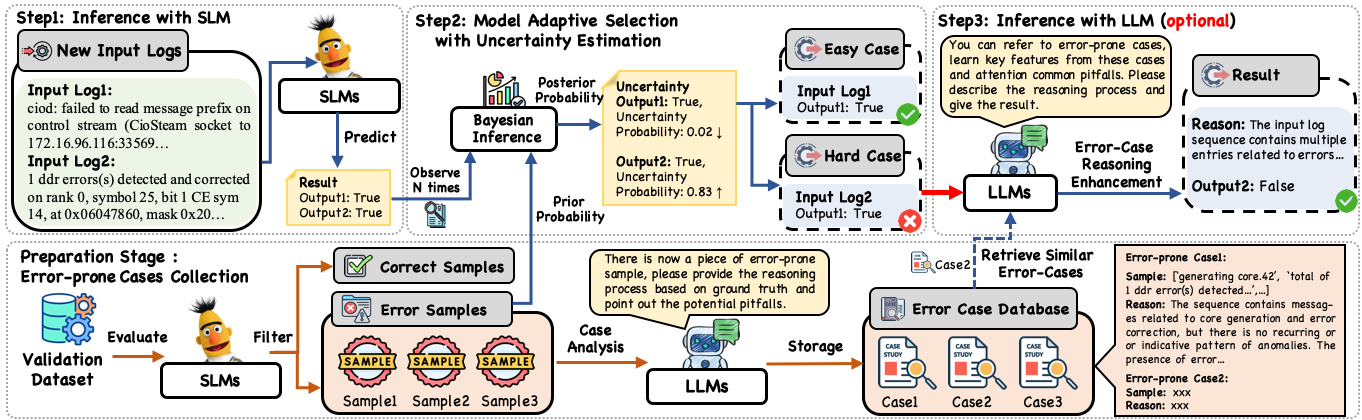 Step1: Inference with SLM
New Input Logs
Input Log1:
ciod: failed to read message prefix on
control stream (CioSteam socket to
172.16.96.116:33569...
Input Log2:
1 ddr errors(s) detected and corrected
on rank 0, symbol 25, bit 1 CE sym
14, at 0x06047860, mask 0x20...
SLMs
Predict
Result
Output1: True
Output2: True
Observe
N times
Step2: Model Adaptive Selection
with Uncertainty Estimation
Bayesian
Inference
Posterior
Probability
Prior
Probability
Uncertainty
Output1: True,
Uncertainty
Probability: 0.02 ↓
Output2: True,
Uncertainty
Probability: 0.83 ↑
Easy Case
Input Log1
Output1: True
Hard Case
Input Log2
Output1: True
Step3: Inference with LLM (optional)
You can refer to error-prone cases,
learn key features from these cases
and attention common pitfalls. Please
describe the reasoning process and
give the result.
LLMs
Error-Case
Reasoning
Enhancement
Result
Reason: The input log
sequence contains multiple
entries related to errors...
Output2: False
Preparation Stage :
Error-prone Cases Collection
Validation
Dataset
Evaluate
SLMs
Filter
Correct Samples
Error Samples
SAMPLE
SAMPLE
SAMPLE
Sample1
Sample2
Sample3
Case
Analysis
There is now a piece of error-prone
sample, please provide the reasoning
process based on ground truth and
point out the potential pitfalls.
LLMs
Storage
Case2
Retrieve Similar
Error-Cases
Error Case Database
CASE
STUDY
CASE
STUDY
CASE
STUDY
Case1
Case2
Case3
Error-prone Case1:
Sample: ['generating core.42', 'total of
1 ddr error(s) detected...',...]
Reason: The sequence contains messag-
es related to core generation and error
correction, but there is no recurring or
or indicative pattern of anomalies. The
presence of error...
Error-prone Case2:
Sample: xxx
Reason: xxx